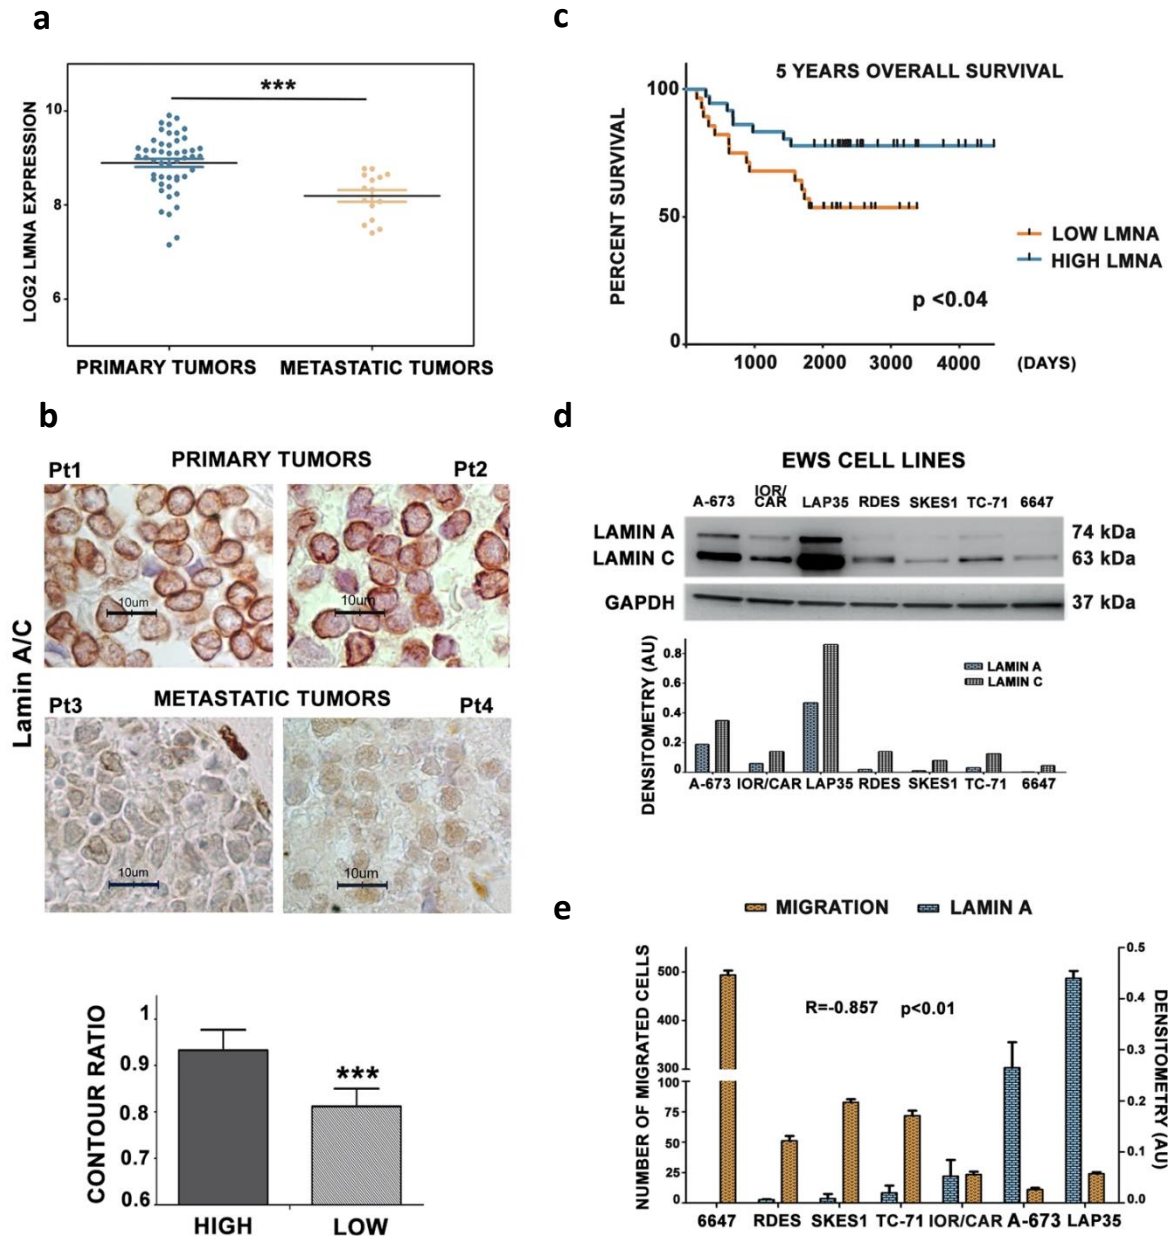 a
***
10
8
6
LOG2 LMNA EXPRESSION
PRIMARY TUMORS
METASTATIC TUMORS
b
PRIMARY TUMORS
Pt1
Pt2
10um
10um
Lamin A/C
METASTATIC TUMORS
Pt3
Pt4
10um
10um
CONTOUR RATIO
1
0.9
0.8
0.7
0.6
***
HIGH
LOW
c
5 YEARS OVERALL SURVIVAL
PERCENT SURVIVAL
100
50
0
LOW LMNA
HIGH LMNA
p <0.04
1000 2000 3000 4000 (DAYS)
d
EWS CELL LINES
A-673 IOR/CAR LAP35 RDES SKES1 TC-71 6647
LAMIN A 74 kDa
LAMIN C 63 kDa
GAPDH 37 kDa
DENSITOMETRY (AU)
0.8
0.6
0.4
0.2
0
LAMIN A
LAMIN C
A-673 IOR/CAR LAP35 RDES SKES1 TC-71 6647
e
MIGRATION LAMIN A
NUMBER OF MIGRATED CELLS
500
400
300
100
75
50
25
0
R=-0.857 p<0.01
0.5
0.4
0.3
0.2
0.1
0.0
DENSITOMETRY (AU)
6647 RDES SKES1 TC-71 IOR/CAR A-673 LAP35